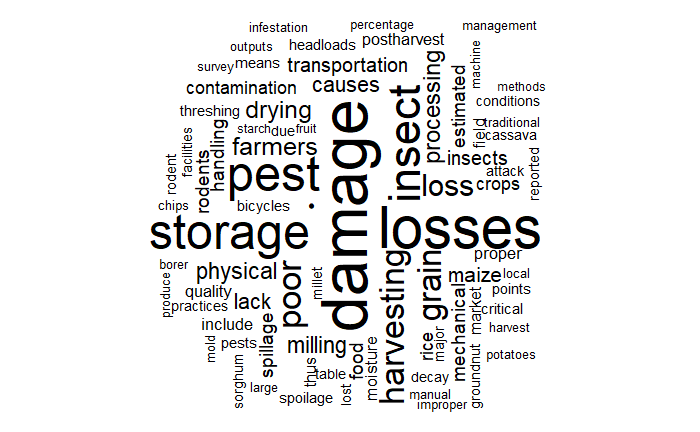 infestation
percentage
management
outputs
headloads
postharvest
survey
means
transportation
machine
contamination
causes
processing
estimated
methods
conditions
threshing
drying
damage
insect
field
traditional
cassava
starch
due
fruit
facilities
rodent
rodents
handling
farmers
insects
attack
reported
pest
loss
crops
chips
bicycles
storage
losses
proper
borer
physical
poor
millet
harvesting
grain
maize
local
points
produce
quality
practices
lack
mechanical
market
critical
include
spillage
rice
major
harvest
mold
pests
milling
food
moisture
groundnut
potatoes
thus
table
decay
sorghum
large
spoilage
lost
manual
improper